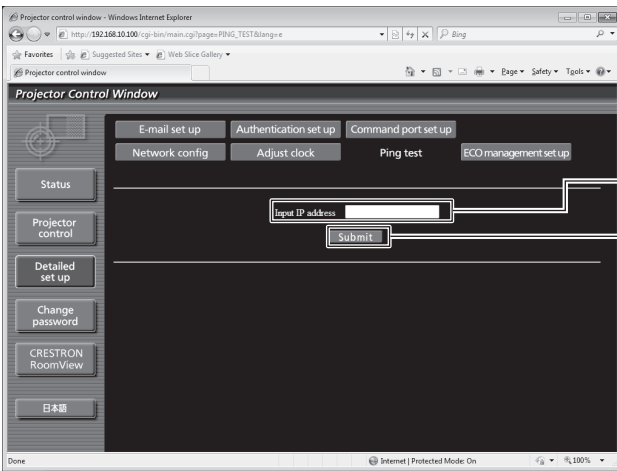 Projector control window - Windows Internet Explorer
http://192.168.10.100/cgi-bin/main.cgi?page=PING_TEST&lang=e
Bing
Favorites Suggested Sites Web Slice Gallery
Projector control window Page Safety Tools
Projector Control Window
E-mail set up Authentication set up Command port set up
Network config Adjust clock Ping test ECO management set up
Status
Input IP address
Projector
control
Submit
Detailed
set up
Change
password
CRESTRON
RoomView
日本語
Done Internet | Protected Mode: On 100%